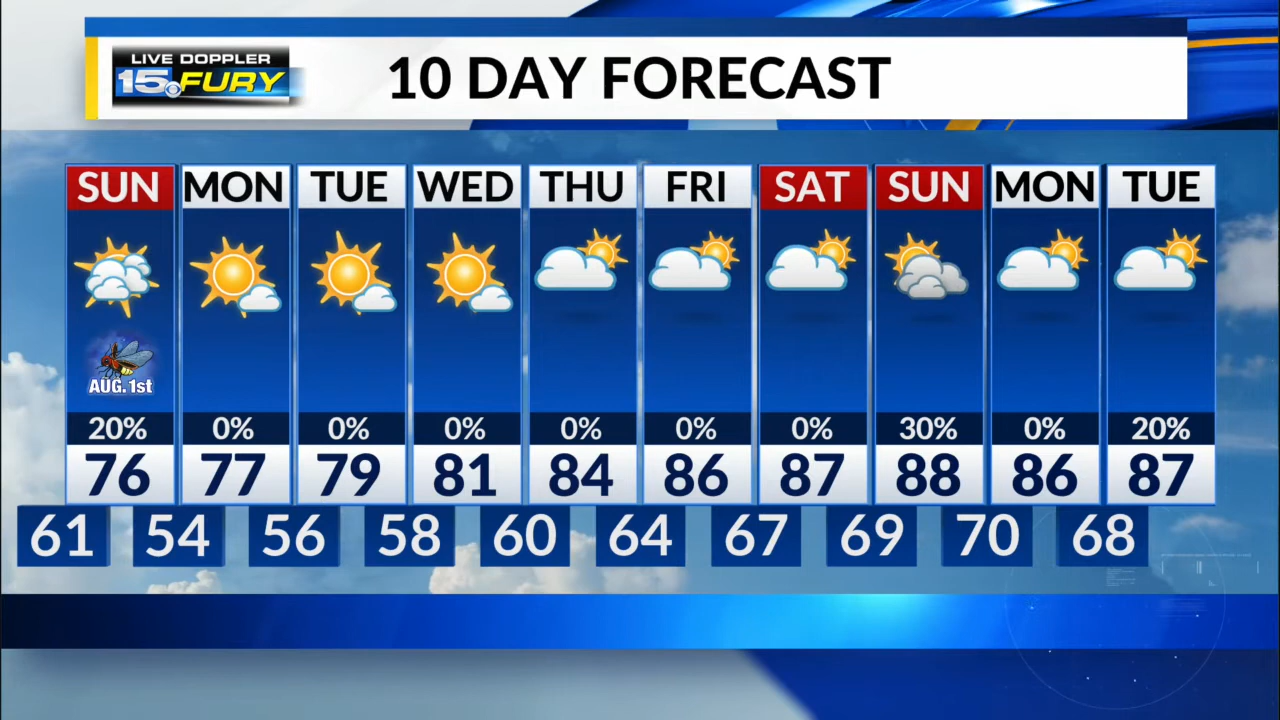 LIVE DOPPLER
15 FURY
10 DAY FORECAST
SUN MON TUE WED THU FRI SAT SUN MON TUE
AUG. 1st
20% 0% 0% 0% 0% 0% 0% 30% 0% 20%
76 77 79 81 84 86 87 88 86 87
61 54 56 58 60 64 67 69 70 68